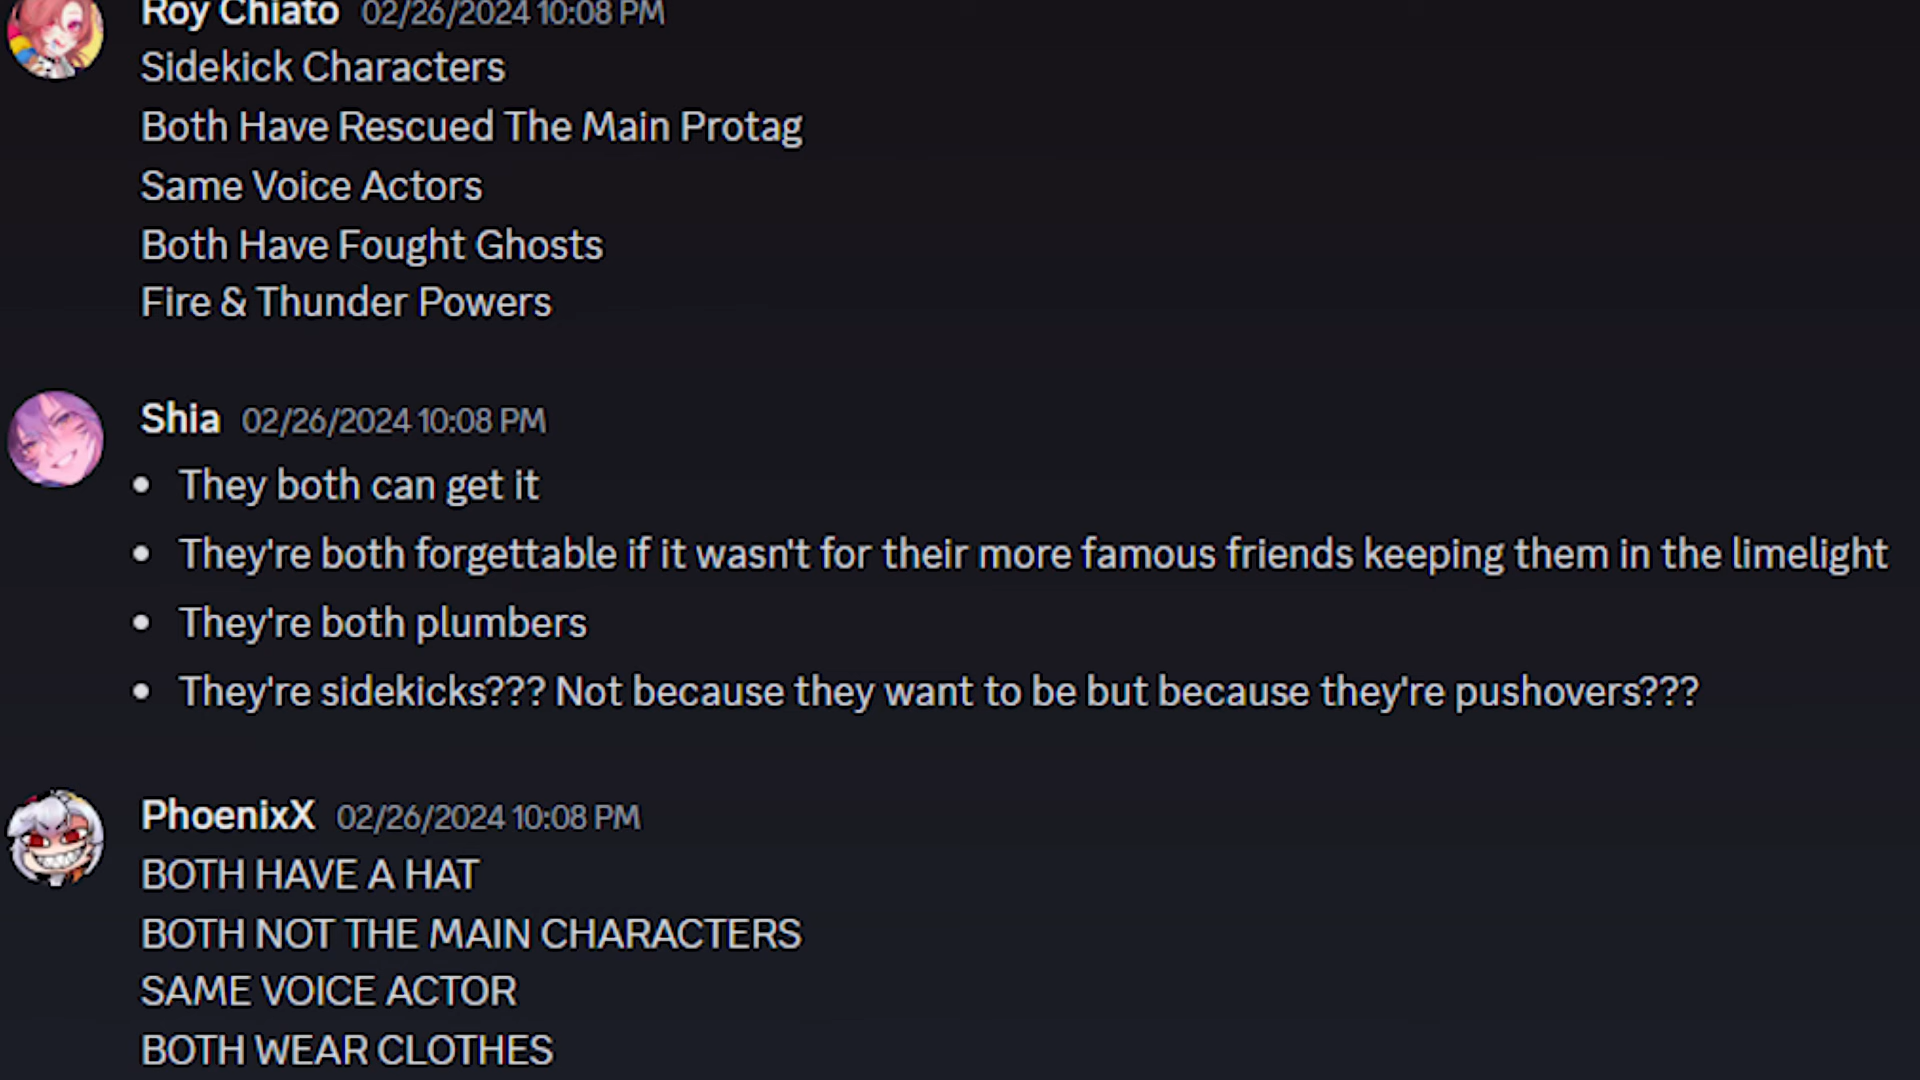 Roy Chiato 02/26/2024 10:08 PM
Sidekick Characters
Both Have Rescued The Main Protag
Same Voice Actors
Both Have Fought Ghosts
Fire & Thunder Powers
Shia 02/26/2024 10:08 PM
• They both can get it
• They're both forgettable if it wasn't for their more famous friends keeping them in the limelight
• They're both plumbers
• They're sidekicks??? Not because they want to be but because they're pushovers???
PhoenixX 02/26/2024 10:08 PM
BOTH HAVE A HAT
BOTH NOT THE MAIN CHARACTERS
SAME VOICE ACTOR
BOTH WEAR CLOTHES